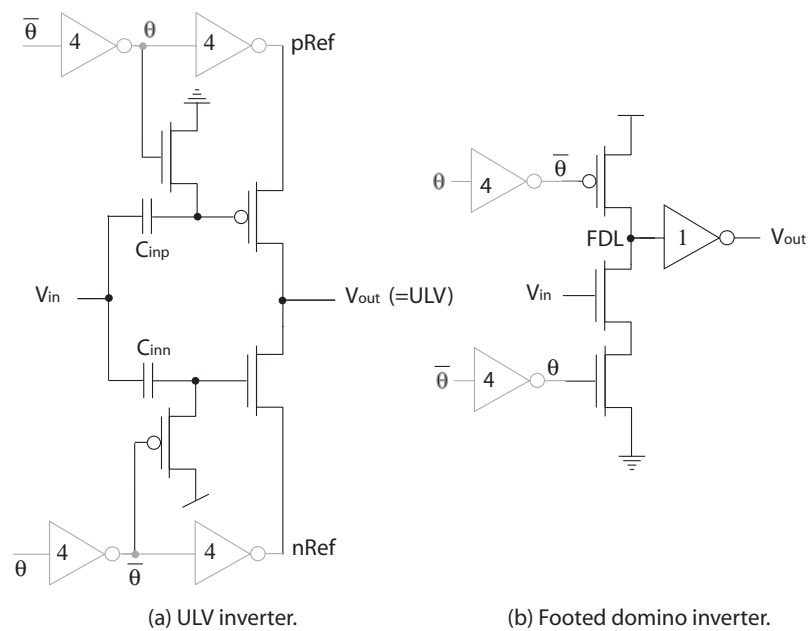 θ̅ 4 θ 4 pRef
Cinp
Vin Vout (=ULV)
Cinn
θ 4 θ̅ 4 nRef
(a) ULV inverter.
θ 4 θ̅
FDL 1 Vout
Vin
θ̅ 4 θ
(b) Footed domino inverter.